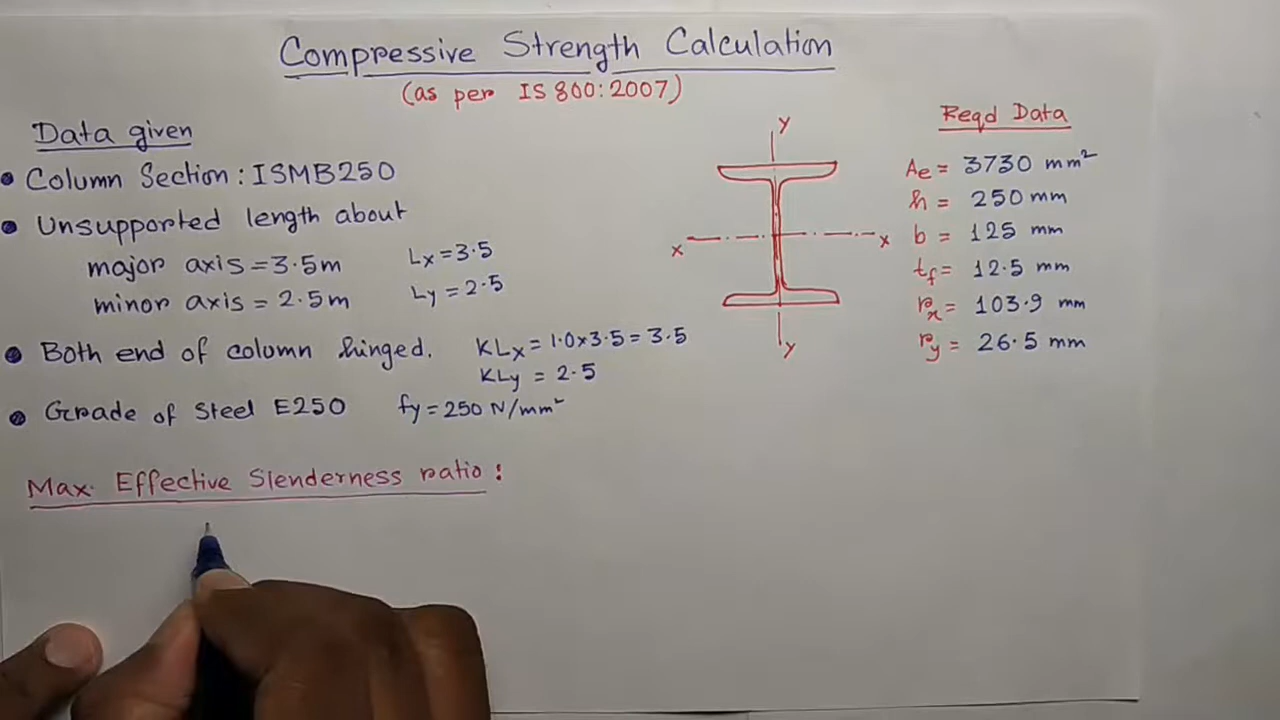 Compressive Strength Calculation
(as per IS 800:2007)
Data given
• Column Section: ISMB250
• Unsupported length about
major axis = 3.5m Lx = 3.5
minor axis = 2.5m Ly = 2.5
• Both end of column hinged. KLx = 1.0x3.5 = 3.5
KLy = 2.5
• Grade of Steel E250 fy = 250 N/mm²
Max. Effective Slenderness ratio:
y
x x
y
Reqd Data
Ae = 3730 mm²
h = 250 mm
b = 125 mm
tf = 12.5 mm
rx = 103.9 mm
ry = 26.5 mm